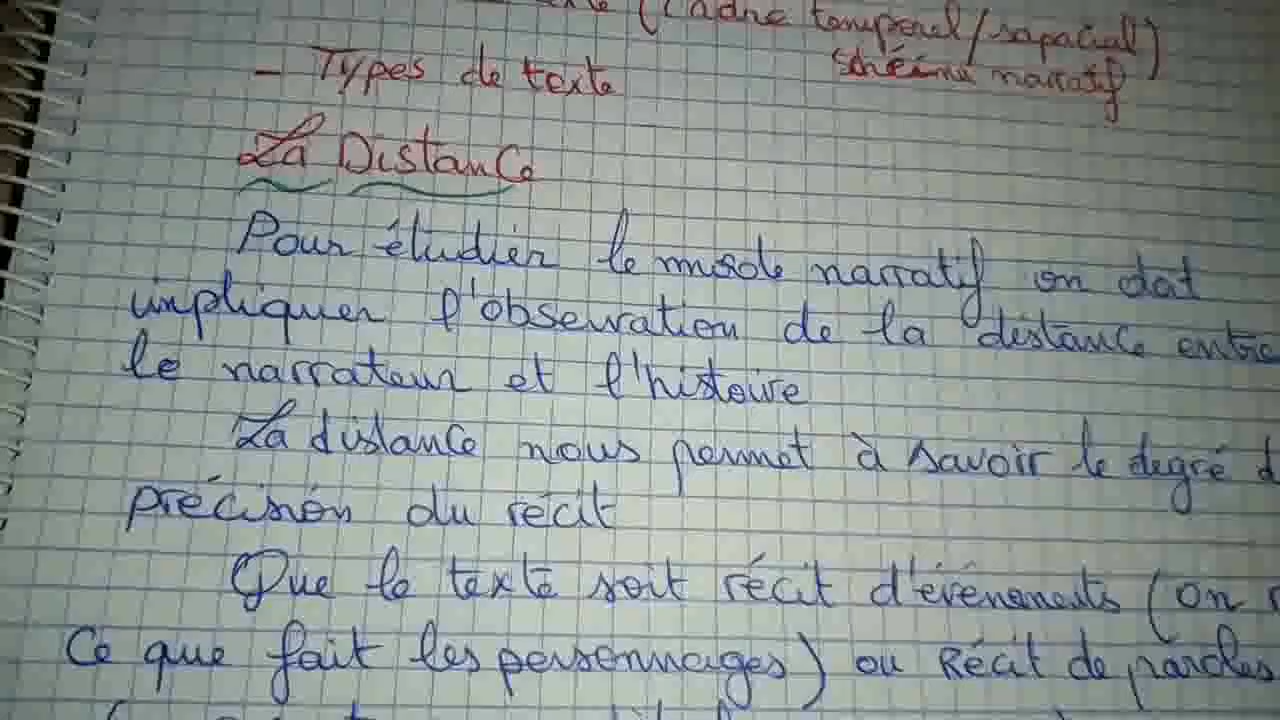 (Cadre temporel/sapacial)
- Types de texte schéima narratif
La Distance
Pour étudier le mode narratif on doit
impliquer l'observation de la distance entre
le narrateur et l'histoire
La distance nous permet à savoir le degré d
précision du récit
Que le texte soit récit d'événements (on
Ce que fait les personnages) ou Récit de paroles